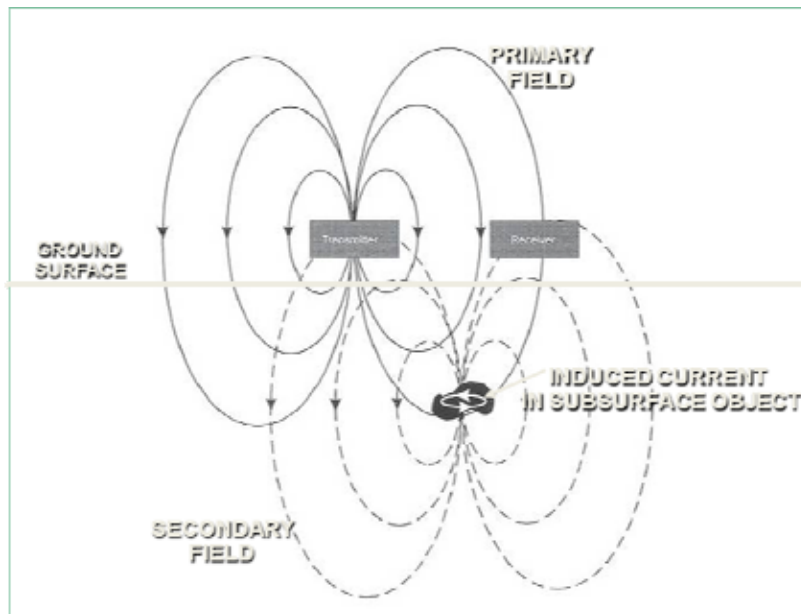 PRIMARY
FIELD
Transmitter
Receiver
GROUND
SURFACE
INDUCED CURRENT
IN SUBSURFACE OBJECT
SECONDARY
FIELD